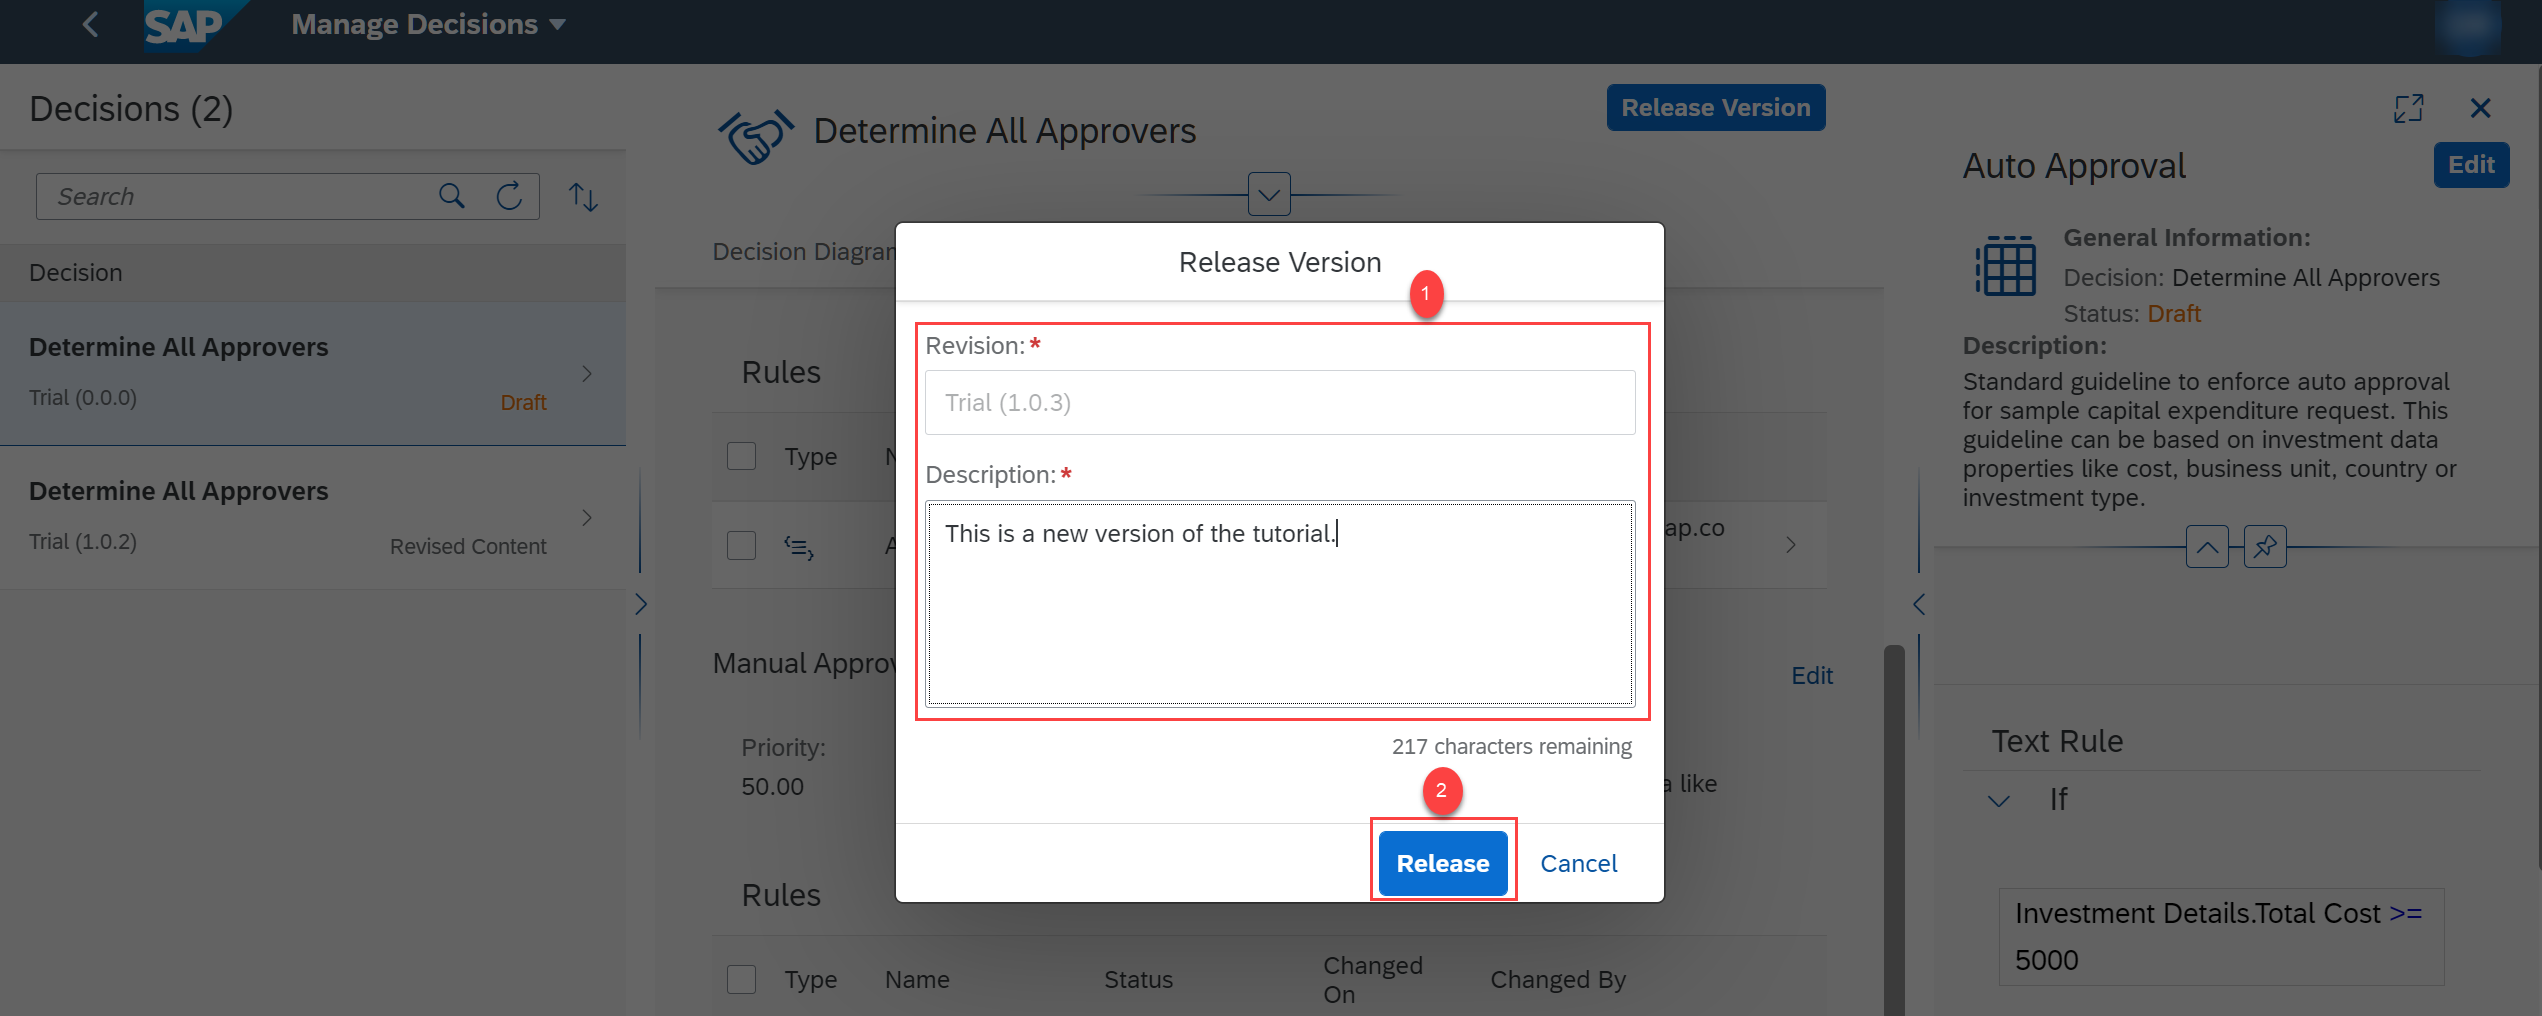 SAP
Manage Decisions
Decisions (2)
Search
Decision
Determine All Approvers
Trial (0.0.0)
Draft
Determine All Approvers
Trial (1.0.2)
Revised Content
Determine All Approvers
Release Version
Decision Diagram
Rules
Type
ap.co
Manual Approv
Edit
Priority:
50.00
a like
Rules
Type Name Status Changed On Changed By
Release Version
1
Revision: *
Trial (1.0.3)
Description: *
This is a new version of the tutorial.
217 characters remaining
2
Release
Cancel
Auto Approval
Edit
General Information:
Decision: Determine All Approvers
Status: Draft
Description:
Standard guideline to enforce auto approval
for sample capital expenditure request. This
guideline can be based on investment data
properties like cost, business unit, country or
investment type.
Text Rule
If
Investment Details.Total Cost >=
5000